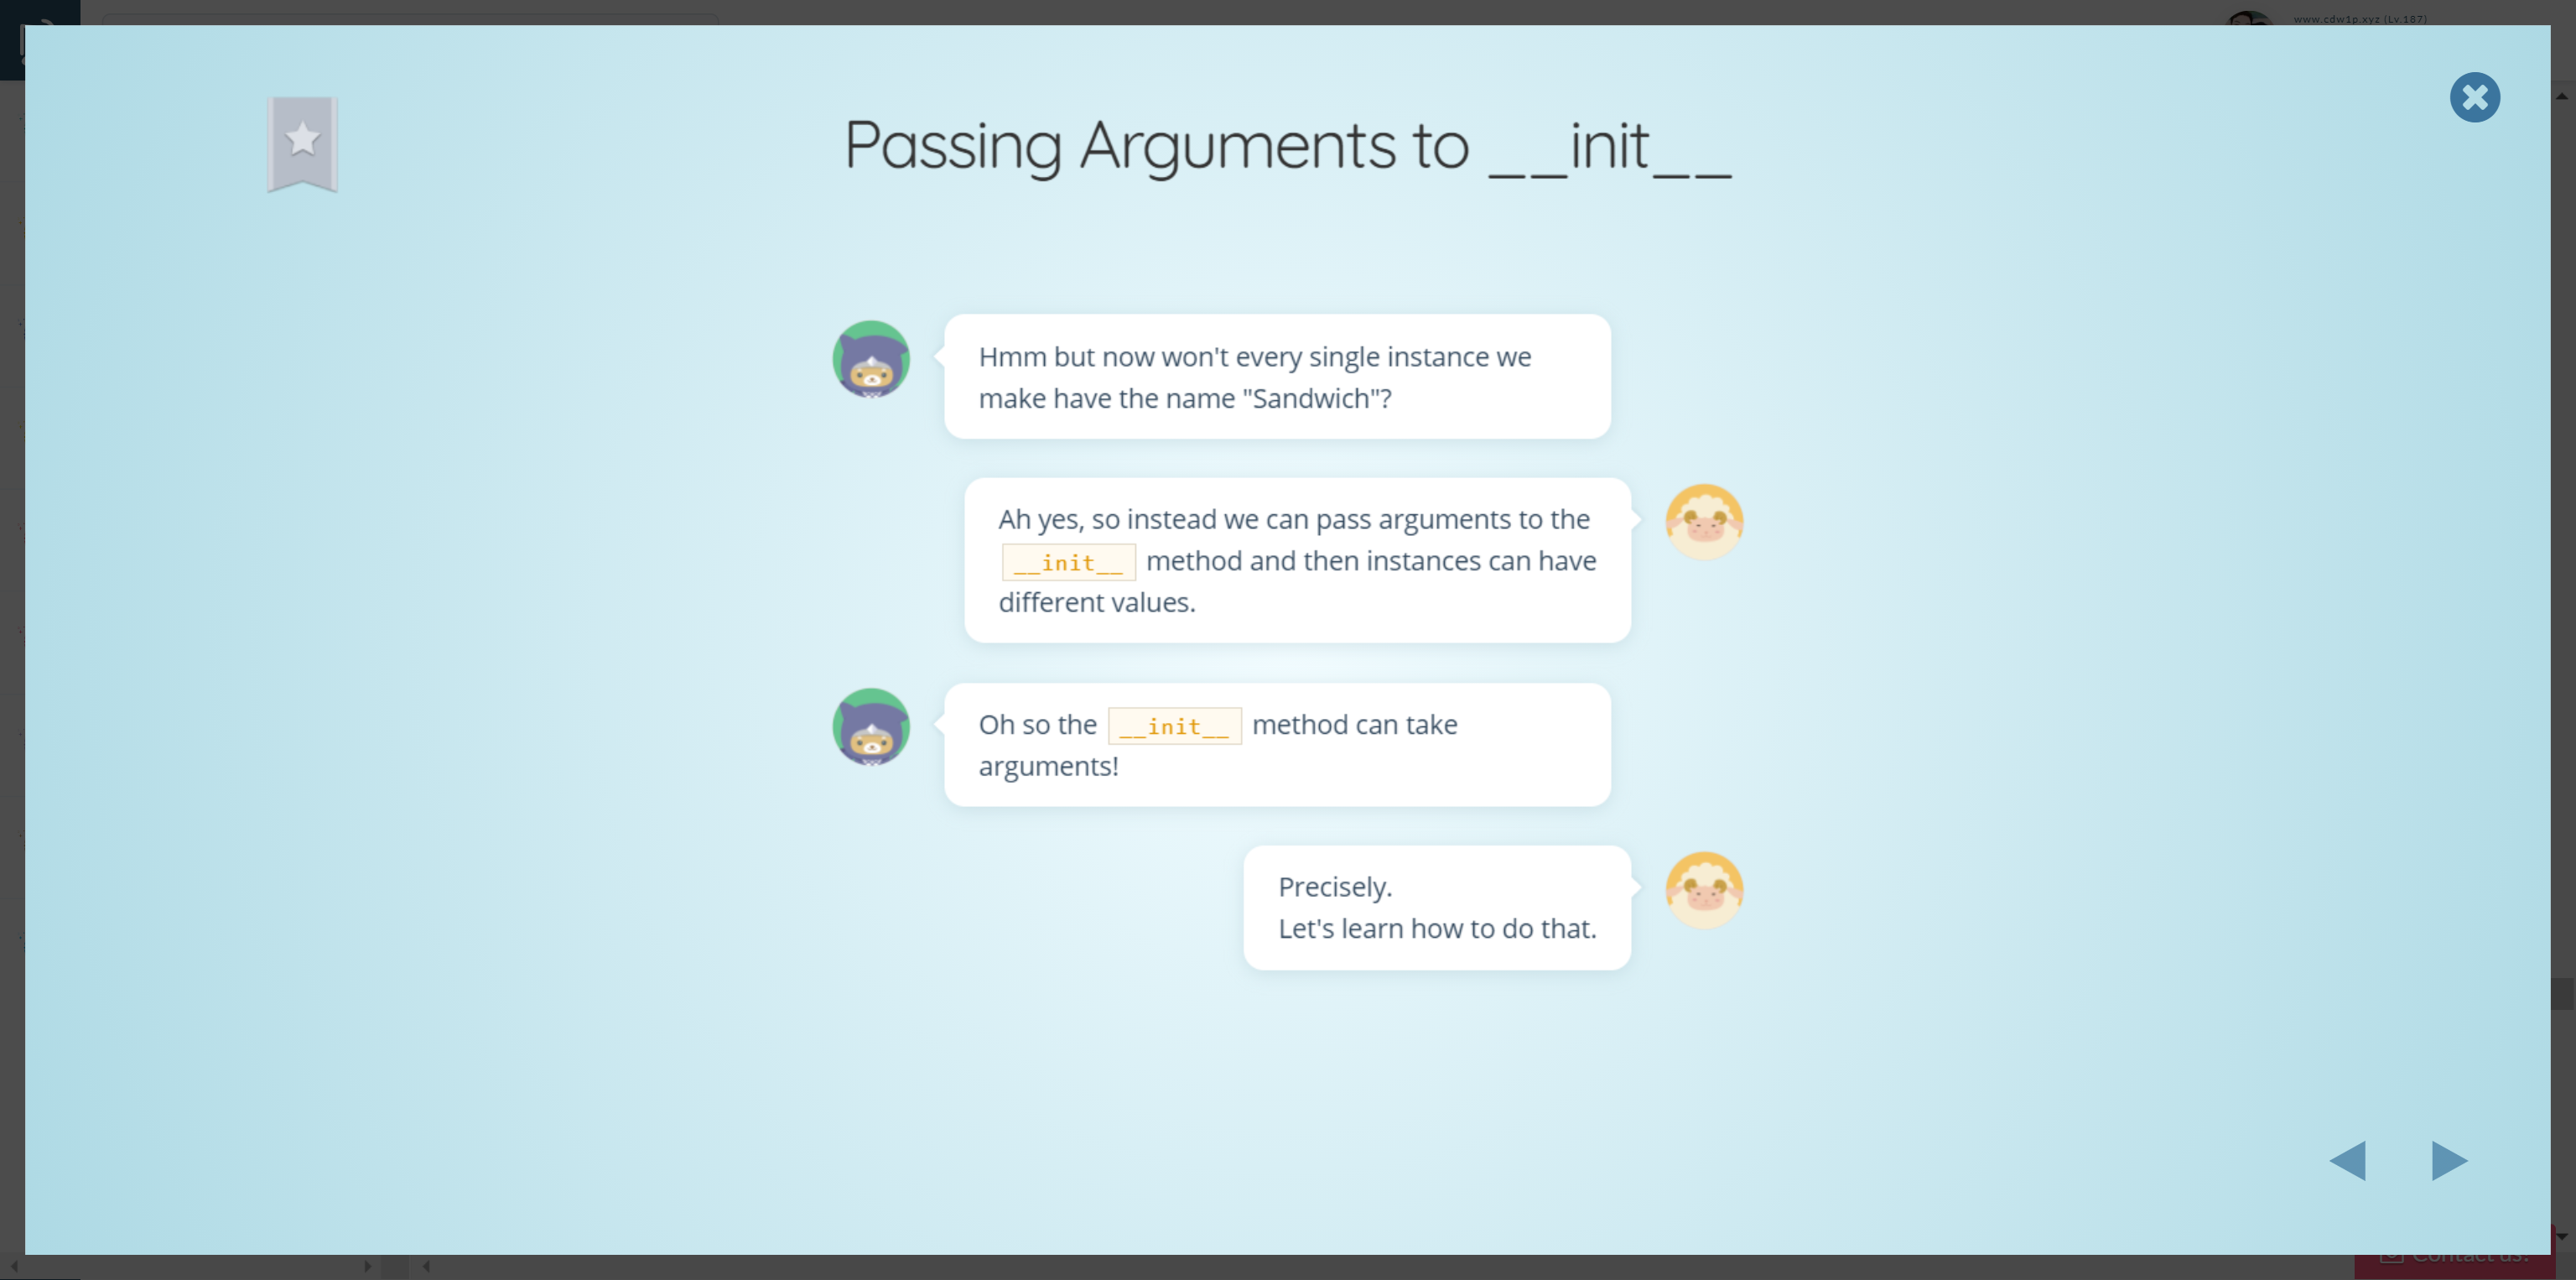 www.cdw1p.xyz (Lv.187)
Passing Arguments to __init__
Hmm but now won't every single instance we
make have the name "Sandwich"?
Ah yes, so instead we can pass arguments to the
__init__ method and then instances can have
different values.
Oh so the __init__ method can take
arguments!
Precisely.
Let's learn how to do that.
Contact us!